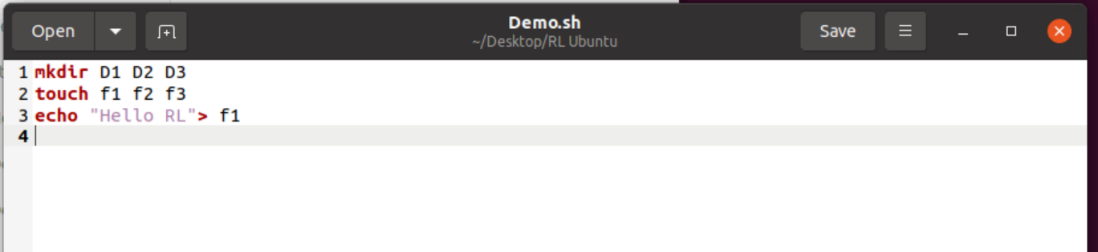 Open
Demo.sh
~/Desktop/RL Ubuntu
Save
1 mkdir D1 D2 D3
2 touch f1 f2 f3
3 echo "Hello RL"> f1
4